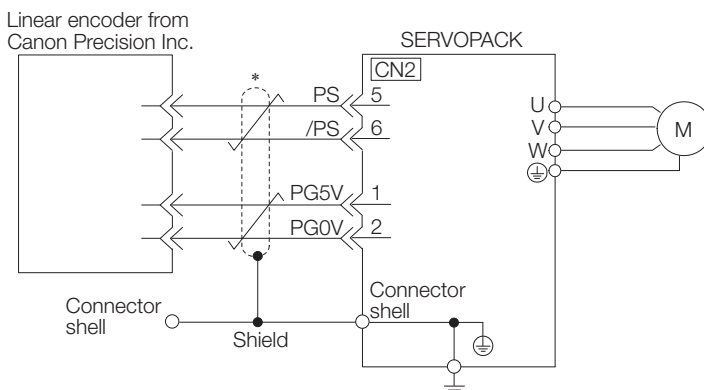 Linear encoder from
Canon Precision Inc.
SERVOPACK
CN2
*
PS 5
/PS 6
PG5V 1
PG0V 2
U
V
W
M
Connector
shell
Shield
Connector
shell